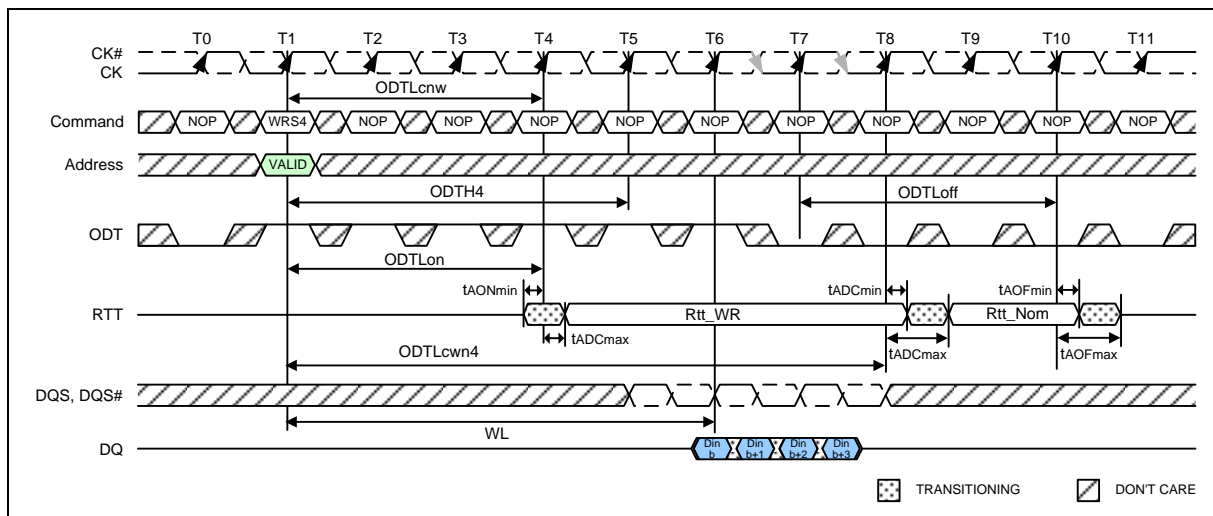 T0 T1 T2 T3 T4 T5 T6 T7 T8 T9 T10 T11
CK#
CK
ODTLcnw
Command NOP WRS4 NOP NOP NOP NOP NOP NOP NOP NOP NOP NOP
Address VALID
ODTH4 ODTLoff
ODT
ODTLon
tAONmin tADCmin tAOFmin
RTT Rtt_WR Rtt_Nom
tADCmax tADCmax tAOFmax
ODTLcwn4
DQS, DQS#
WL
DQ Din b Din b+1 Din b+2 Din b+3
TRANSITIONING DON'T CARE